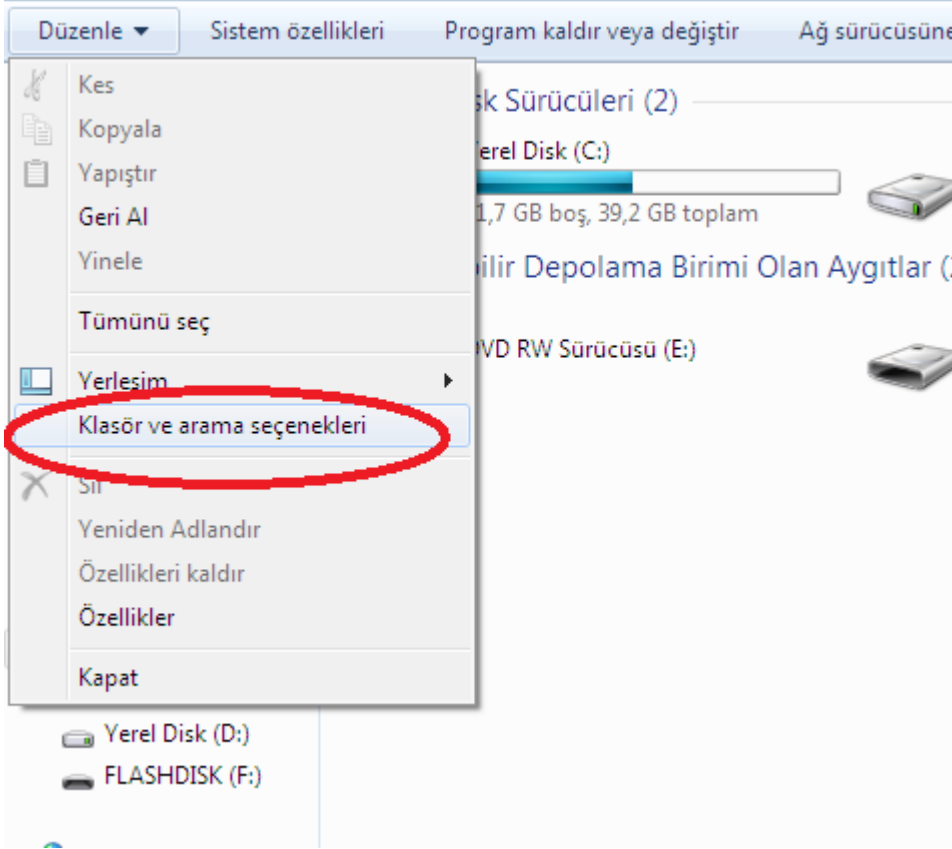 Düzenle
Sistem özellikleri
Program kaldır veya değiştir
Ağ sürücüsüne
Kes
Kopyala
Yapıştır
Geri Al
Yinele
Tümünü seç
Yerleşim
Klasör ve arama seçenekleri
Sil
Yeniden Adlandır
Özellikleri kaldır
Özellikler
Kapat
sk Sürücüleri (2)
erel Disk (C:)
1,7 GB boş, 39,2 GB toplam
ilir Depolama Birimi Olan Aygıtlar (
VD RW Sürücüsü (E:)
Yerel Disk (D:)
FLASHDISK (F:)